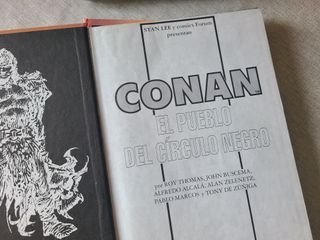 STAN LEE y comics Forum
presentan
CONAN
EL PUEBLO
DEL CÍRCULO NEGRO
por ROY THOMAS, JOHN BUSCEMA,
ALFREDO ALCALÁ, ALAN ZELENETZ,
PABLO MARCOS y TONY DE ZUÑIGA